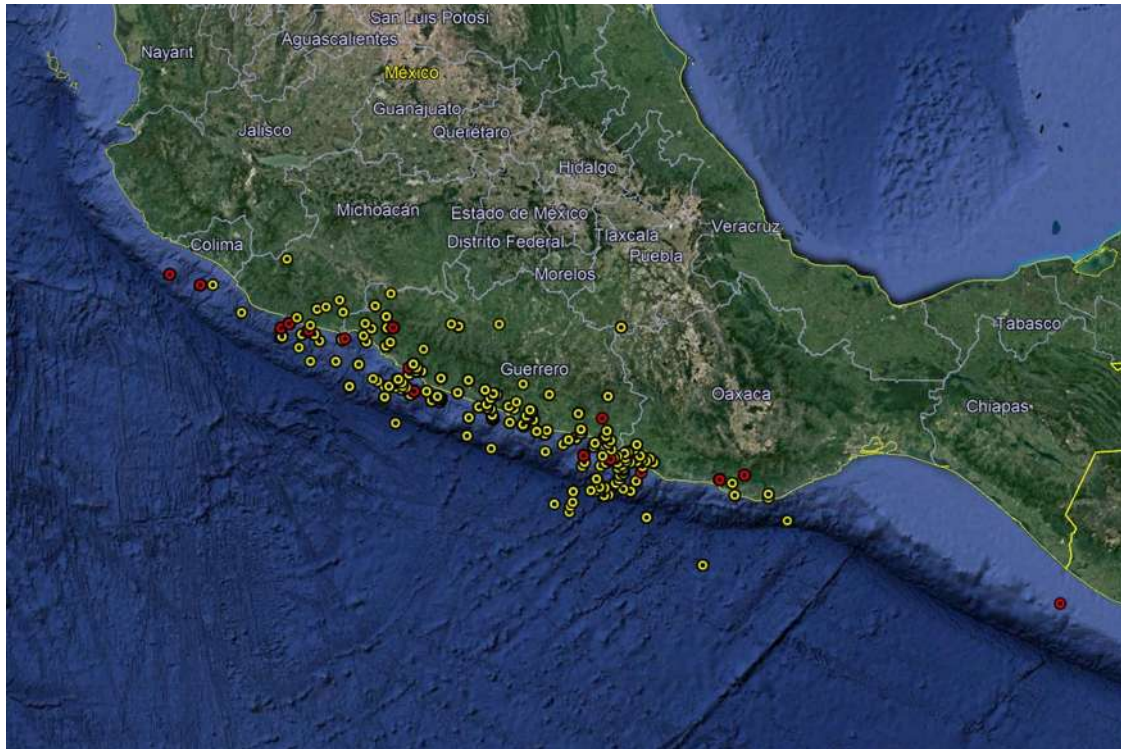 San Luis Potosí
Nayarit
Aguascalientes
México
Guanajuato
Jalisco
Querétaro
Hidalgo
Michoacán
Estado de México
Tlaxcala
Veracruz
Colima
Distrito Federal
Puebla
Morelos
Tabasco
Guerrero
Oaxaca
Chiapas